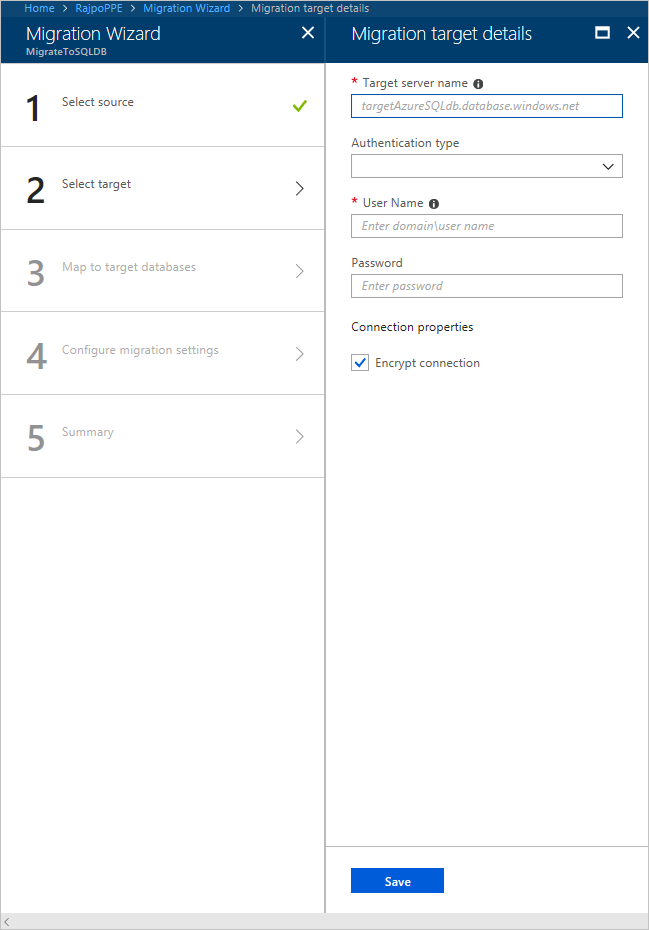 Home > RajpoPPE > Migration Wizard > Migration target details
Migration Wizard
MigrateToSQLDB
1 Select source
2 Select target
3 Map to target databases
4 Configure migration settings
5 Summary
Migration target details
* Target server name
targetAzureSQLdb.database.windows.net
Authentication type
* User Name
Enter domain\user name
Password
Enter password
Connection properties
Encrypt connection
Save